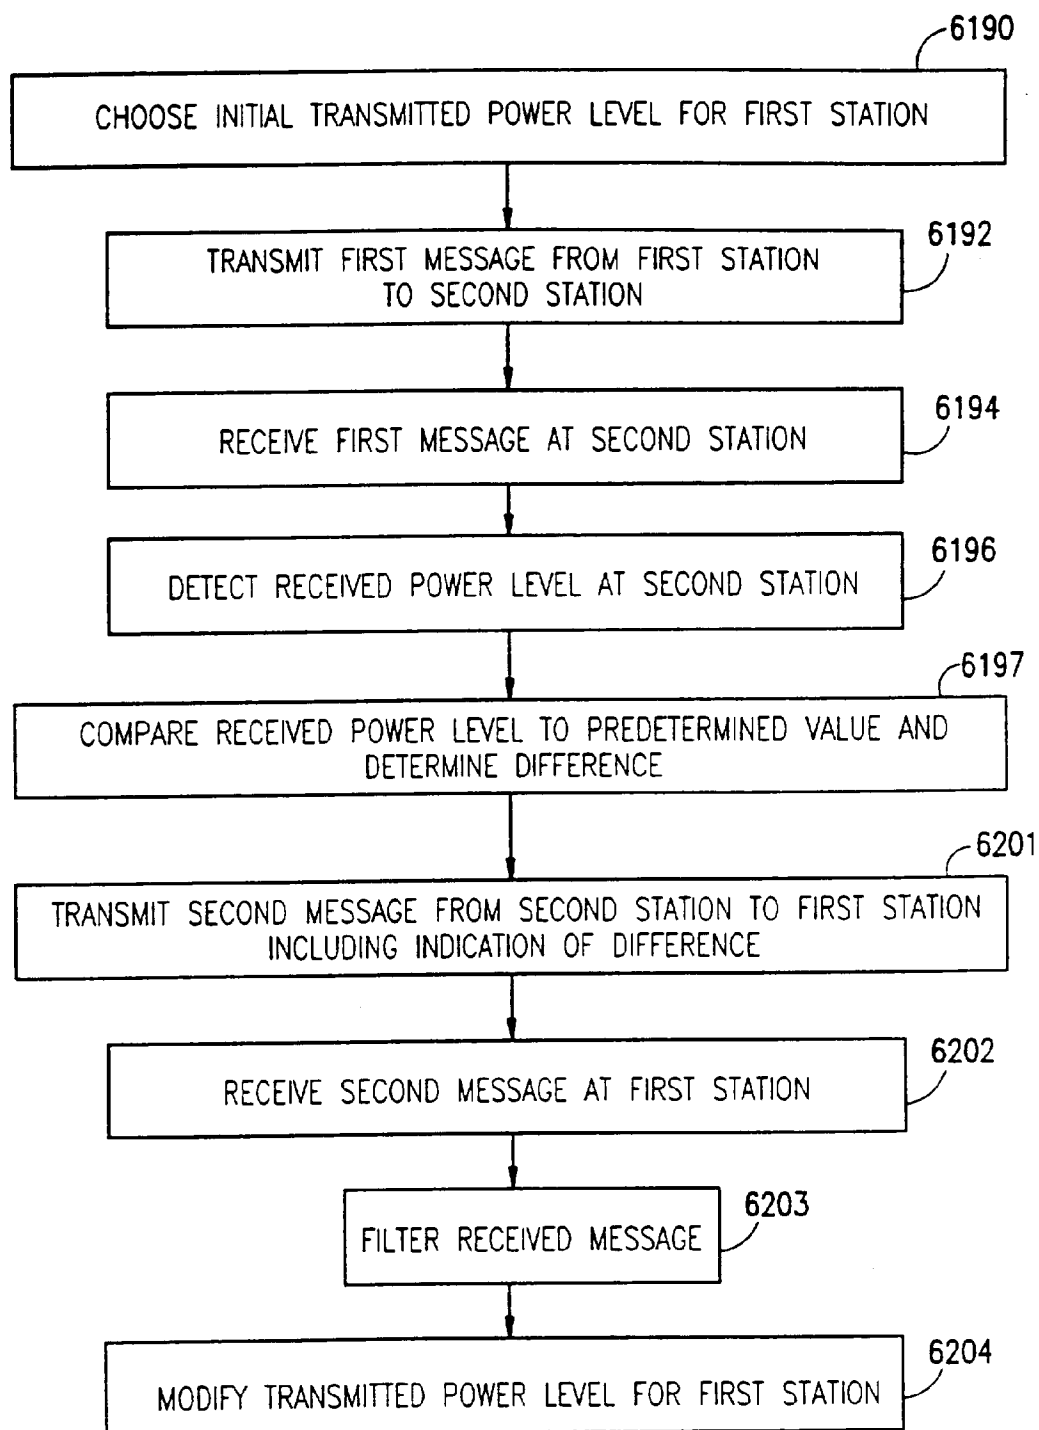 6190
CHOOSE INITIAL TRANSMITTED POWER LEVEL FOR FIRST STATION
6192
TRANSMIT FIRST MESSAGE FROM FIRST STATION
TO SECOND STATION
6194
RECEIVE FIRST MESSAGE AT SECOND STATION
6196
DETECT RECEIVED POWER LEVEL AT SECOND STATION
6197
COMPARE RECEIVED POWER LEVEL TO PREDETERMINED VALUE AND
DETERMINE DIFFERENCE
6201
TRANSMIT SECOND MESSAGE FROM SECOND STATION TO FIRST STATION
INCLUDING INDICATION OF DIFFERENCE
6202
RECEIVE SECOND MESSAGE AT FIRST STATION
6203
FILTER RECEIVED MESSAGE
6204
MODIFY TRANSMITTED POWER LEVEL FOR FIRST STATION